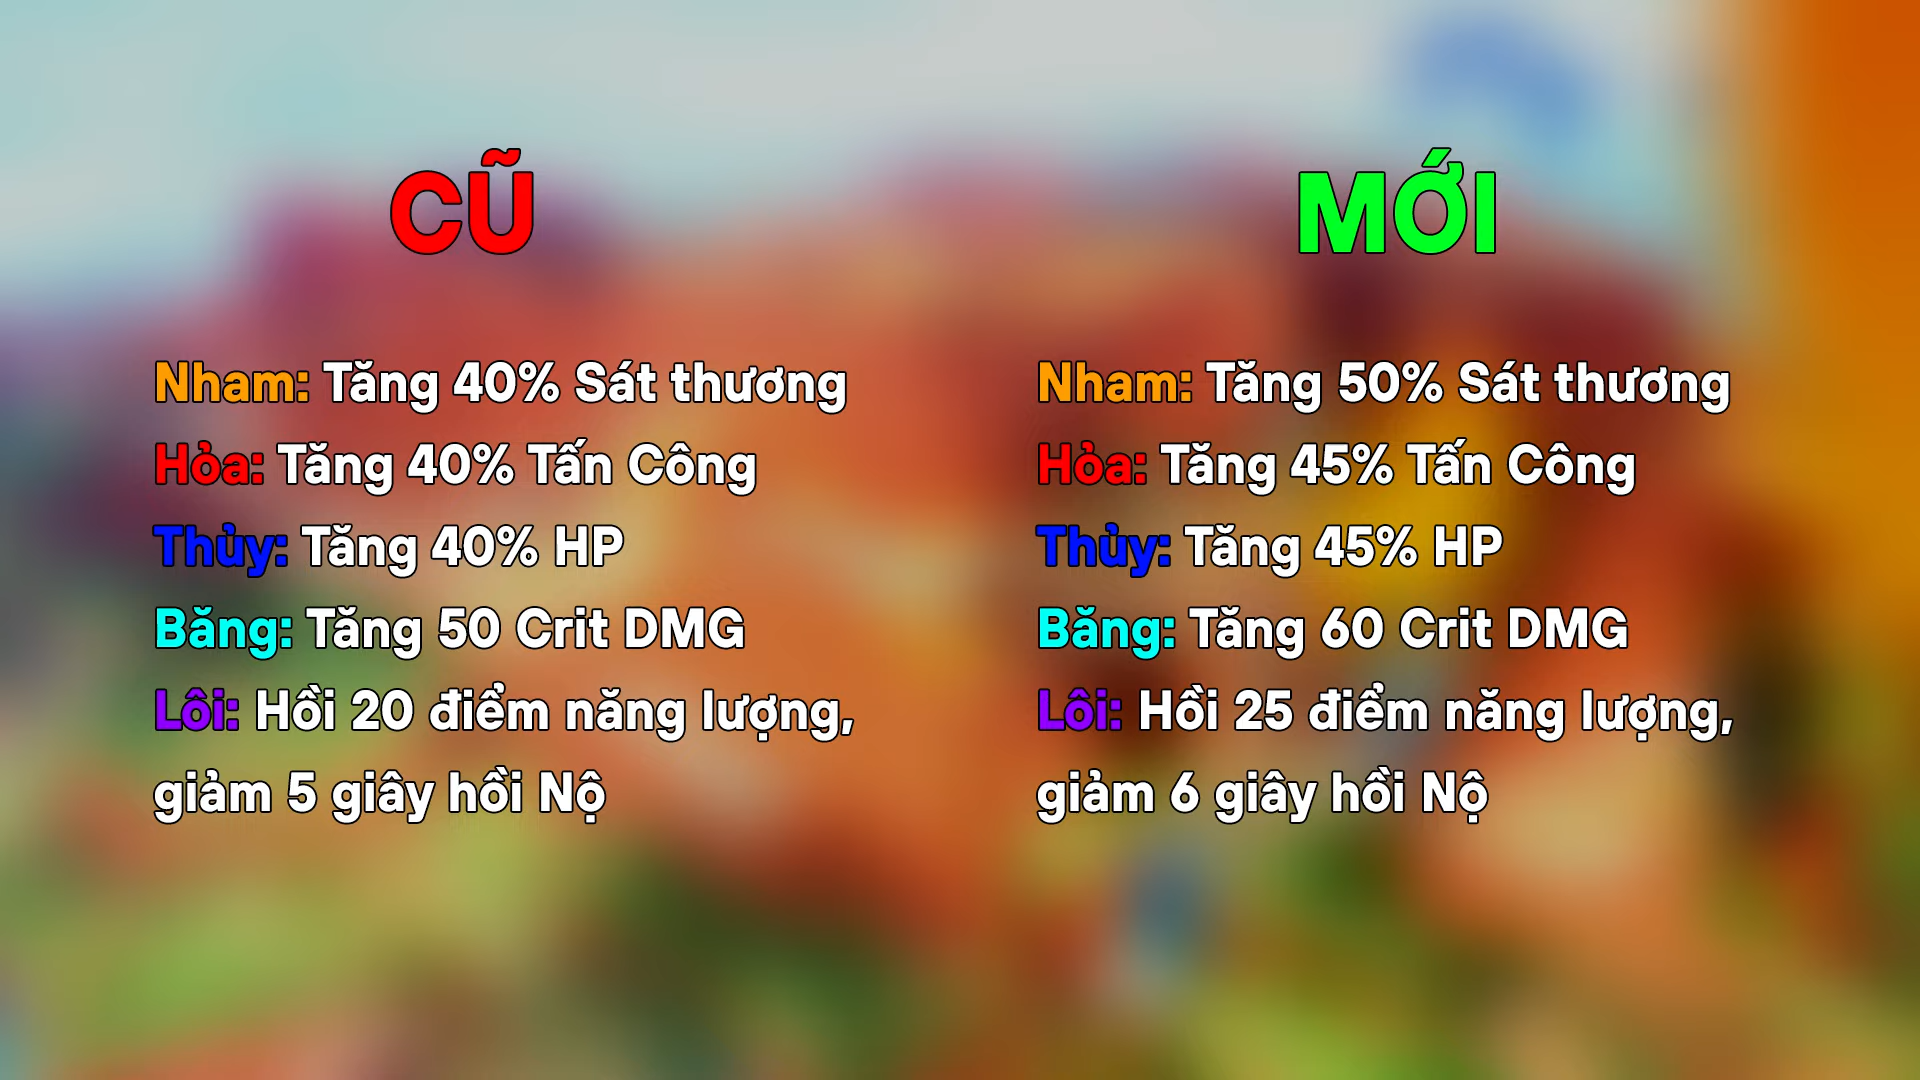 CŨ
Nham: Tăng 40% Sát thương
Hỏa: Tăng 40% Tấn Công
Thủy: Tăng 40% HP
Băng: Tăng 50 Crit DMG
Lôi: Hồi 20 điểm năng lượng,
giảm 5 giây hồi Nộ
MỚI
Nham: Tăng 50% Sát thương
Hỏa: Tăng 45% Tấn Công
Thủy: Tăng 45% HP
Băng: Tăng 60 Crit DMG
Lôi: Hồi 25 điểm năng lượng,
giảm 6 giây hồi Nộ